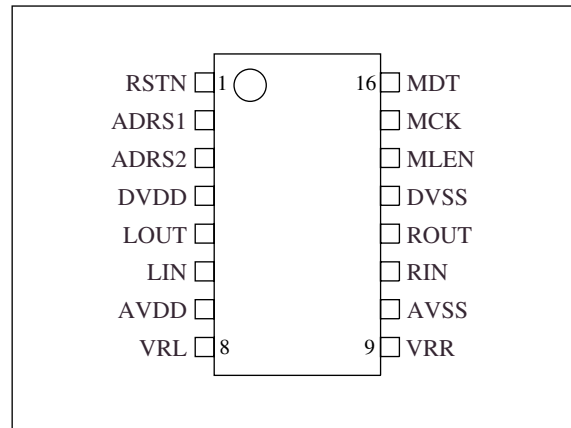 RSTN 1 16 MDT
ADRS1 MCK
ADRS2 MLEN
DVDD DVSS
LOUT ROUT
LIN RIN
AVDD AVSS
VRL 8 9 VRR